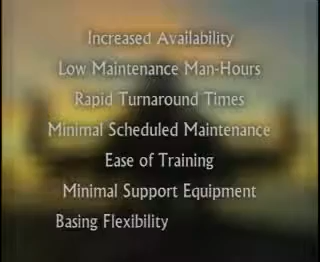 Increased Availability
Low Maintenance Man-Hours
Rapid Turnaround Times
Minimal Scheduled Maintenance
Ease of Training
Minimal Support Equipment
Basing Flexibility